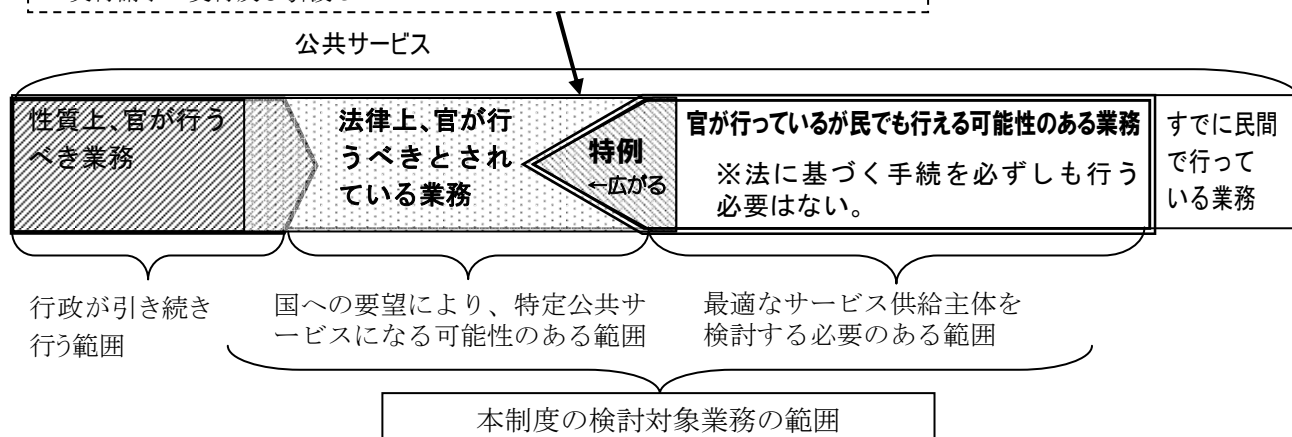 公共サービス
性質上、官が行う
べき業務
法律上、官が行
うべきとされ
ている業務
特例
←広がる
官が行っているが民でも行える可能性のある業務
※法に基づく手続を必ずしも行う
必要はない。
すでに民間
で行って
いる業務
行政が引き続き
行う範囲
国への要望により、特定公共サ
ービスになる可能性のある範囲
最適なサービス供給主体を
検討する必要のある範囲
本制度の検討対象業務の範囲